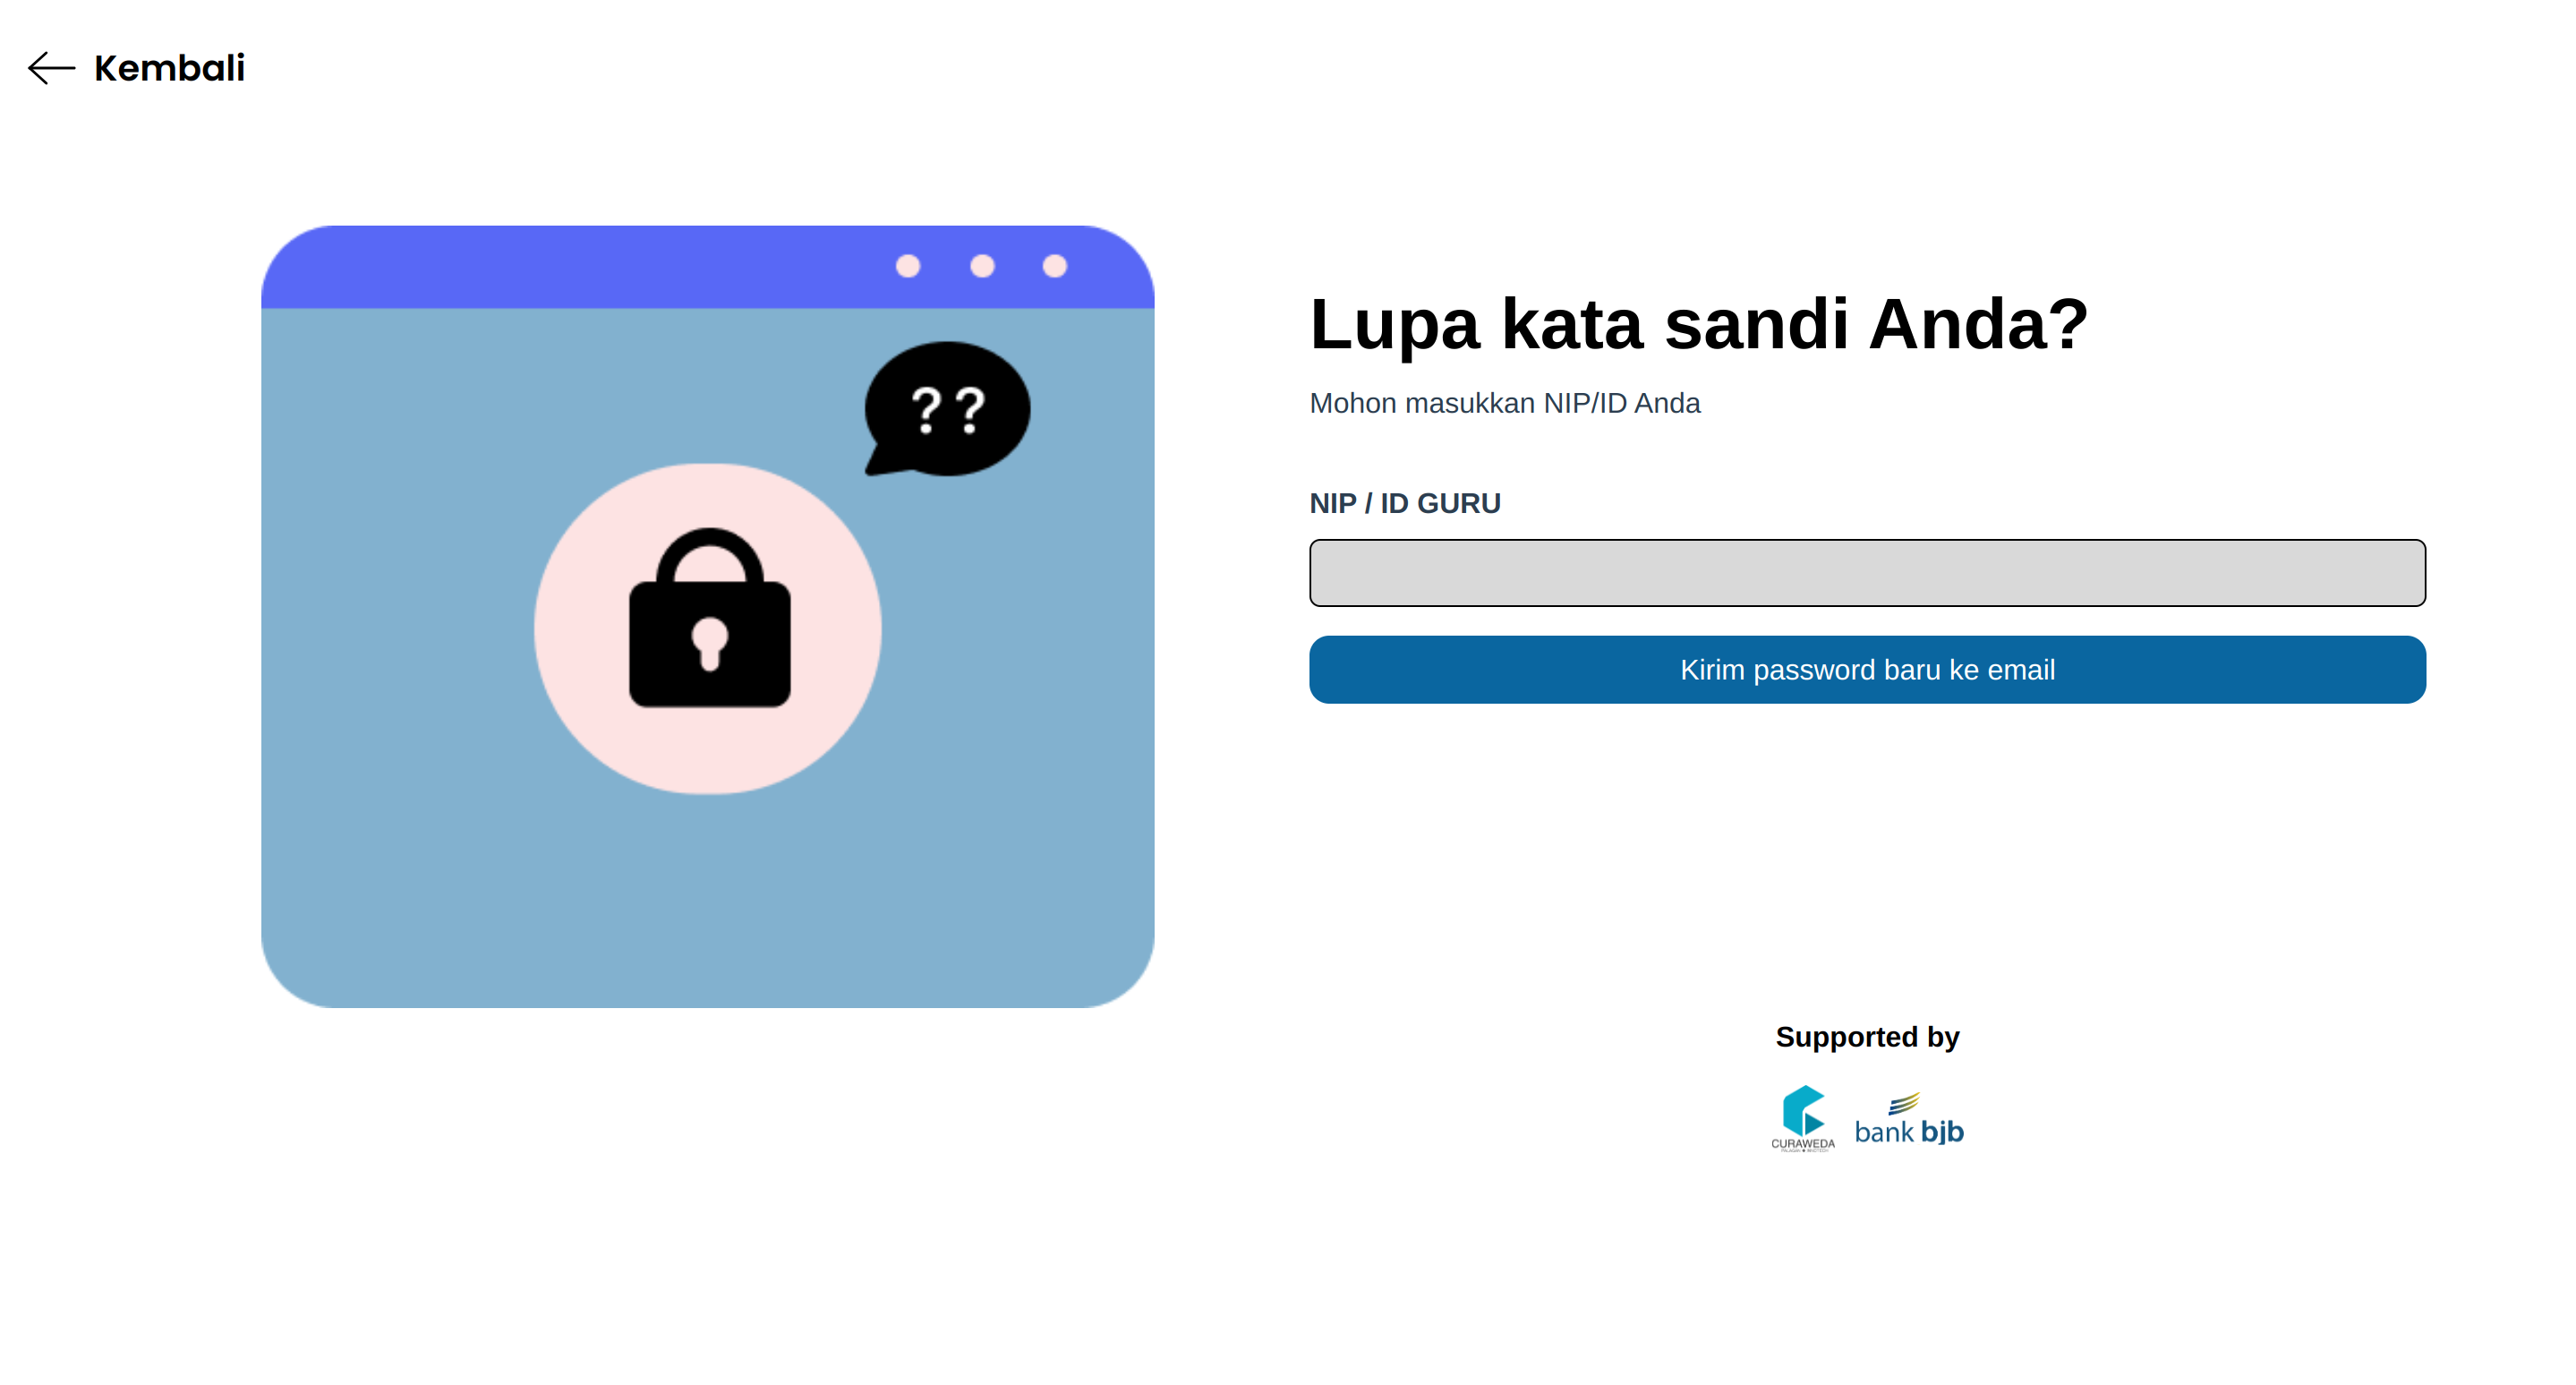 Kembali
??
Lupa kata sandi Anda?
Mohon masukkan NIP/ID Anda
NIP / ID GURU
Kirim password baru ke email
Supported by
CURAWEDA
bank bjb